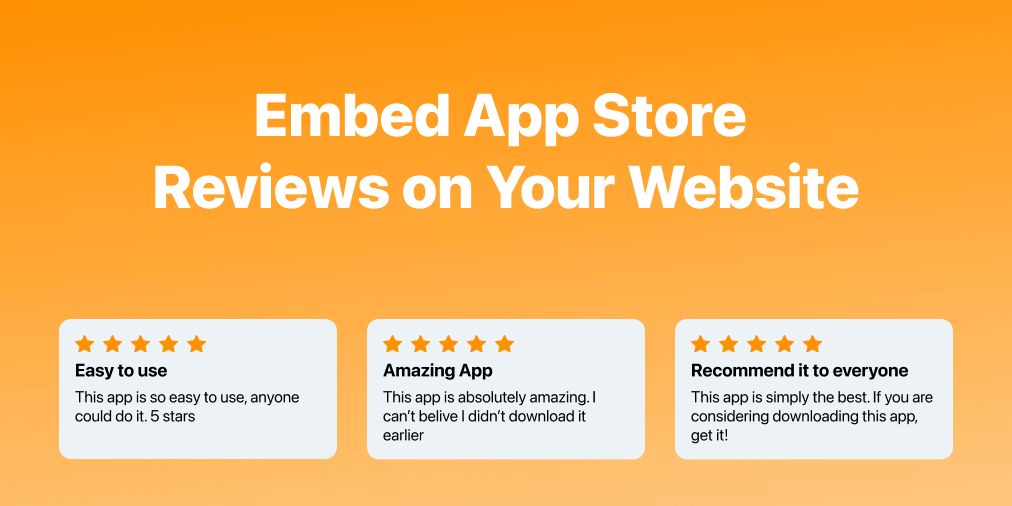 Embed App Store
Reviews on Your Website
Easy to use
This app is so easy to use, anyone
could do it. 5 stars
Amazing App
This app is absolutely amazing. I
can’t belive I didn’t download it
earlier
Recommend it to everyone
This app is simply the best. If you are
considering downloading this app,
get it!